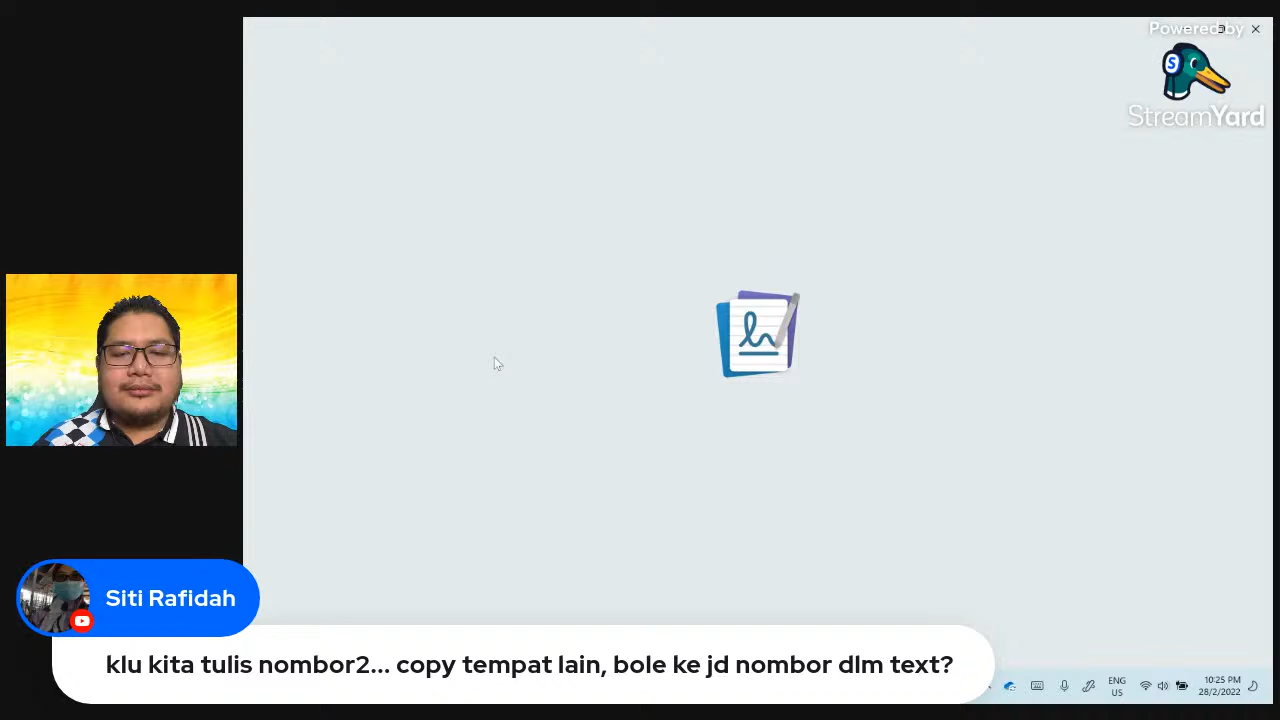 Powered by
S
StreamYard
Siti Rafidah
klu kita tulis nombor2... copy tempat lain, bole ke jd nombor dlm text?
ENG
US
10:25 PM
28/2/2022